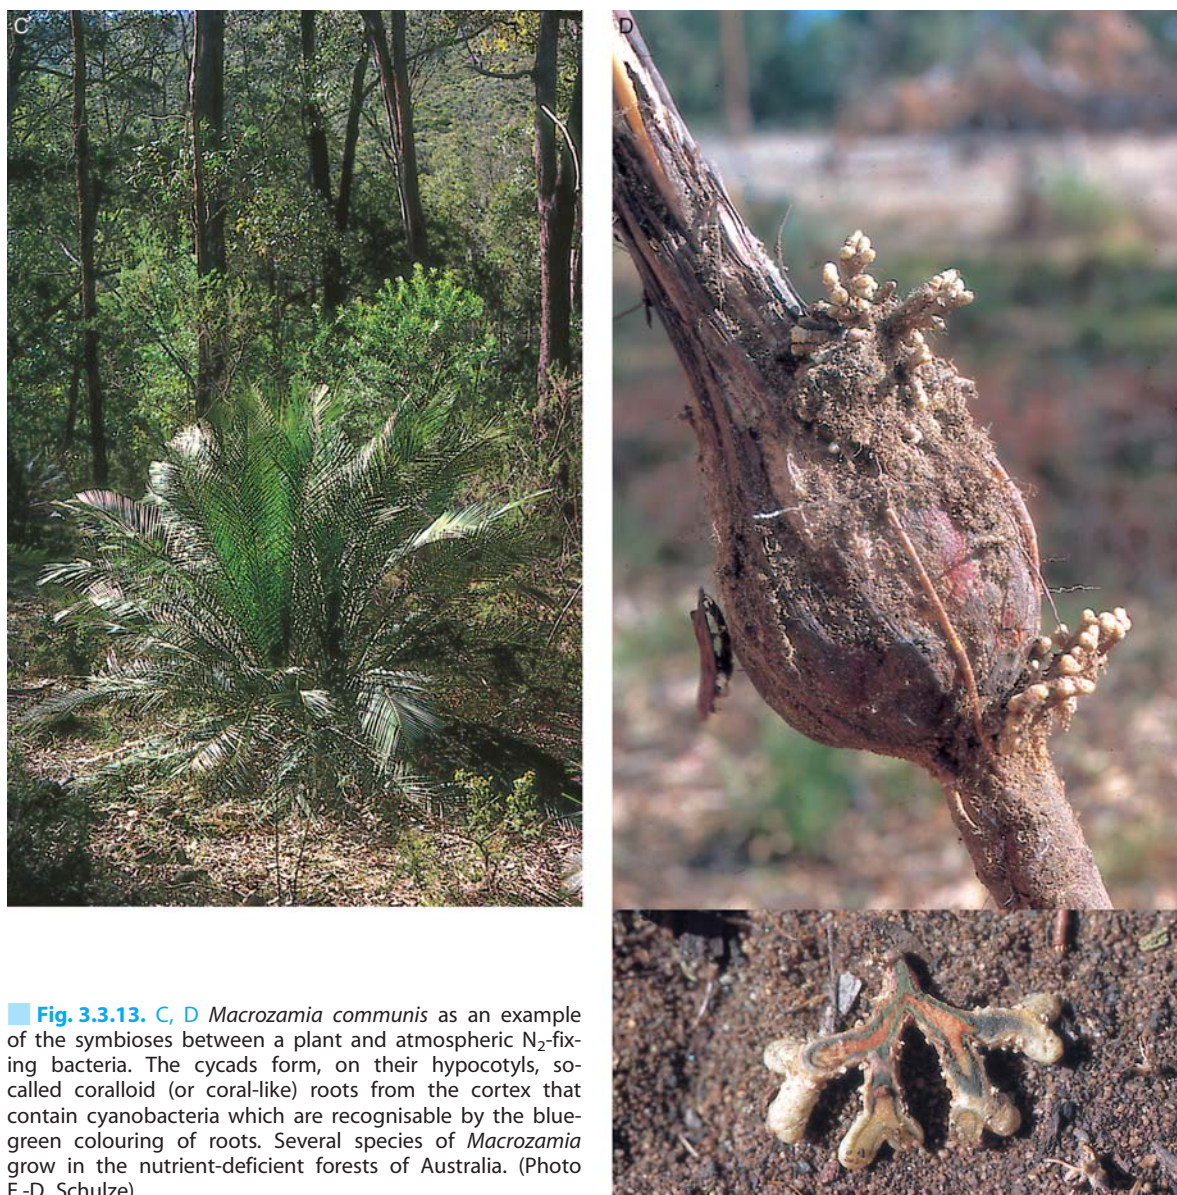 C
D
Fig. 3.3.13. C, D Macrozamia communis as an example
of the symbioses between a plant and atmospheric N₂-fix-
ing bacteria. The cycads form, on their hypocotyls, so-
called coralloid (or coral-like) roots from the cortex that
contain cyanobacteria which are recognisable by the blue-
green colouring of roots. Several species of Macrozamia
grow in the nutrient-deficient forests of Australia. (Photo
E.-D. Schulze)